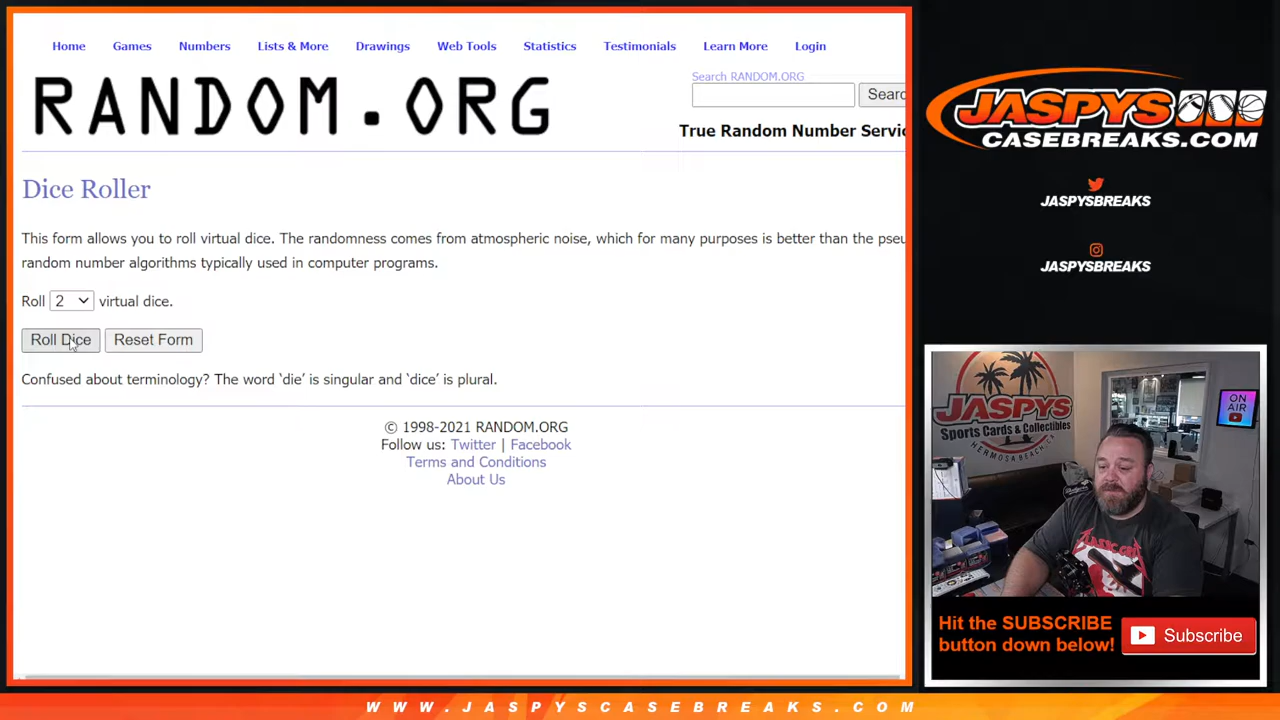 Home Games Numbers Lists & More Drawings Web Tools Statistics Testimonials Learn More Login
RANDOM.ORG
Search RANDOM.ORG
True Random Number
Dice Roller
This form allows you to roll virtual dice. The randomness comes from atmospheric noise, which for many purposes is better than the
random number algorithms typically used in computer programs.
Roll 2 virtual dice.
Roll Dice Reset Form
Confused about terminology? The word ‘die’ is singular and ‘dice’ is plural.
© 1998-2021 RANDOM.ORG
Follow us: Twitter | Facebook
Terms and Conditions
About Us
JASPYS
CASEBREAKS.COM
JASPYSBREAKS
JASPYSBREAKS
JASPYS
Sports Cards & Collectibles
HERMOSA BEACH, CA
ON
AIR
Hit the SUBSCRIBE
button down below!
Subscribe
WWW.JASPYSCASEBREAKS.COM